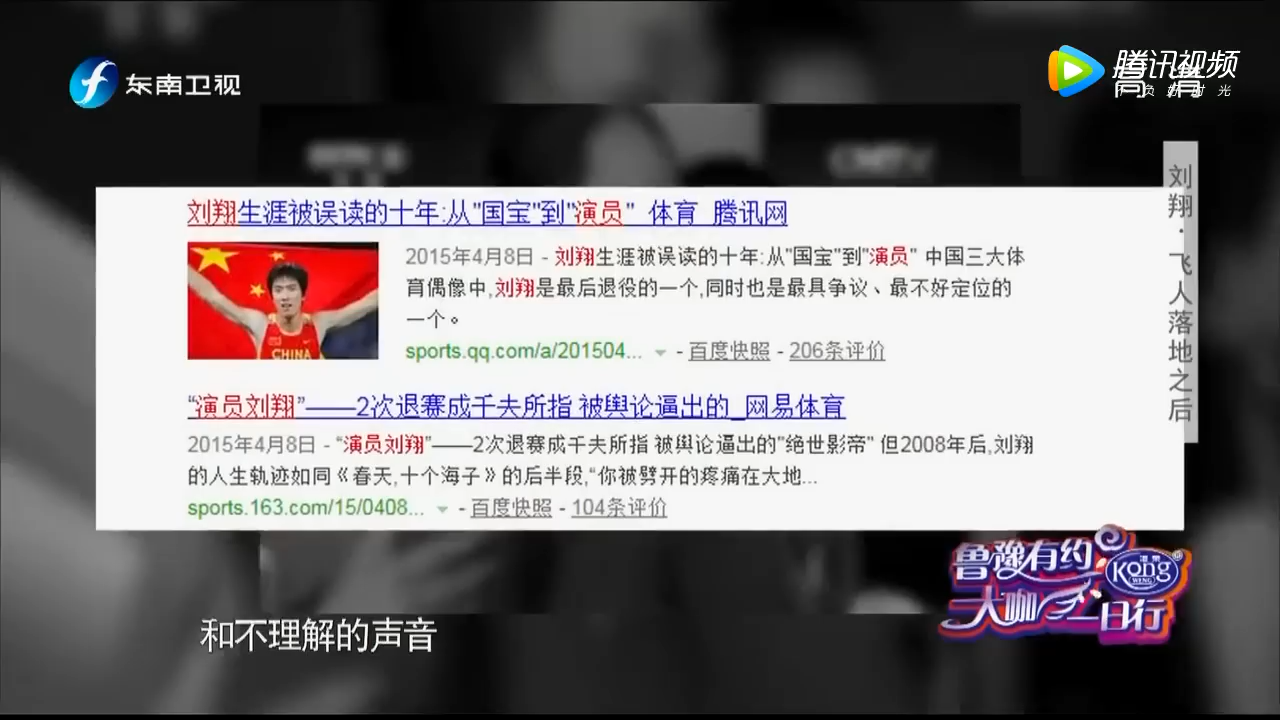 东南卫视
腾讯视频
高清
刘翔·飞人落地之后
刘翔生涯被误读的十年:从"国宝"到"演员"_体育_腾讯网
2015年4月8日 - 刘翔生涯被误读的十年:从"国宝"到"演员" 中国三大体
育偶像中,刘翔是最后退役的一个,同时也是最具争议、最不好定位的
一个。
CHINA
sports.qq.com/a/201504... - 百度快照 - 206条评价
“演员刘翔”——2次退赛成千夫所指 被舆论逼出的_网易体育
2015年4月8日 - “演员刘翔”——2次退赛成千夫所指 被舆论逼出的"绝世影帝" 但2008年后,刘翔
的人生轨迹如同《春天,十个海子》的后半段,“你被劈开的疼痛在大地...
sports.163.com/15/0408... - 百度快照 - 104条评价
鲁豫有约
Kong
WENG
大咖一日行
和不理解的声音